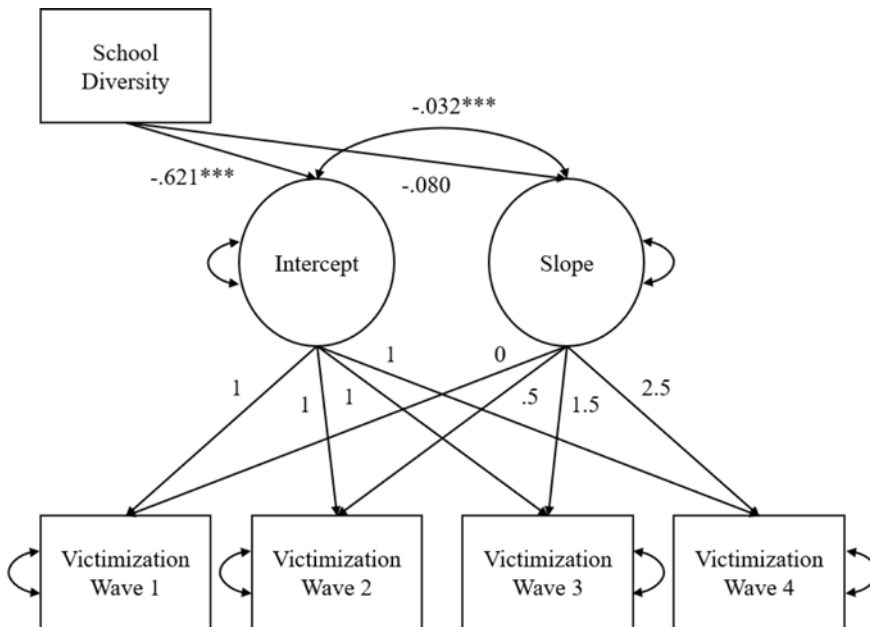 School
Diversity
-.032***
-.621***
-.080
Intercept
Slope
1
0
1
1
1
.5
1.5
2.5
Victimization
Wave 1
Victimization
Wave 2
Victimization
Wave 3
Victimization
Wave 4